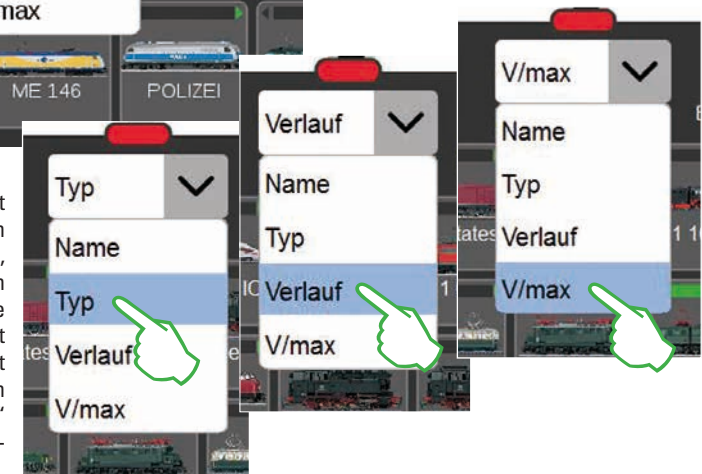 max
ME 146
POLIZEI
Typ
Name
Typ
Verlauf
V/max
Verlauf
Name
Typ
Verlauf
V/max
V/max
Name
Typ
Verlauf
V/max